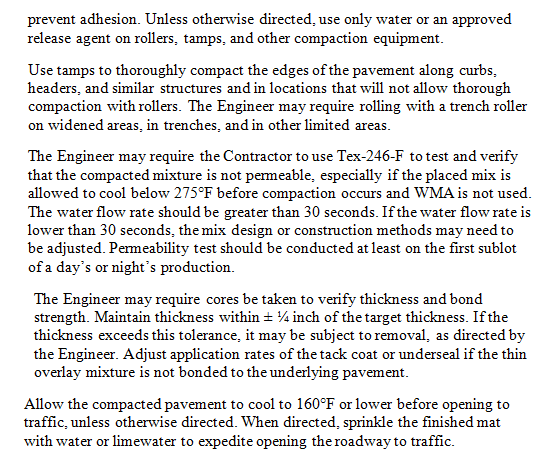 prevent adhesion. Unless otherwise directed, use only water or an approved
release agent on rollers, tamps, and other compaction equipment.
Use tamps to thoroughly compact the edges of the pavement along curbs,
headers, and similar structures and in locations that will not allow thorough
compaction with rollers. The Engineer may require rolling with a trench roller
on widened areas, in trenches, and in other limited areas.
The Engineer may require the Contractor to use Tex-246-F to test and verify
that the compacted mixture is not permeable, especially if the placed mix is
allowed to cool below 275°F before compaction occurs and WMA is not used.
The water flow rate should be greater than 30 seconds. If the water flow rate is
lower than 30 seconds, the mix design or construction methods may need to
be adjusted. Permeability test should be conducted at least on the first sublot
of a day's or night's production.
The Engineer may require cores be taken to verify thickness and bond
strength. Maintain thickness within ± ¼ inch of the target thickness. If the
thickness exceeds this tolerance, it may be subject to removal, as directed by
the Engineer. Adjust application rates of the tack coat or underseal if the thin
overlay mixture is not bonded to the underlying pavement.
Allow the compacted pavement to cool to 160°F or lower before opening to
traffic, unless otherwise directed. When directed, sprinkle the finished mat
with water or limewater to expedite opening the roadway to traffic.